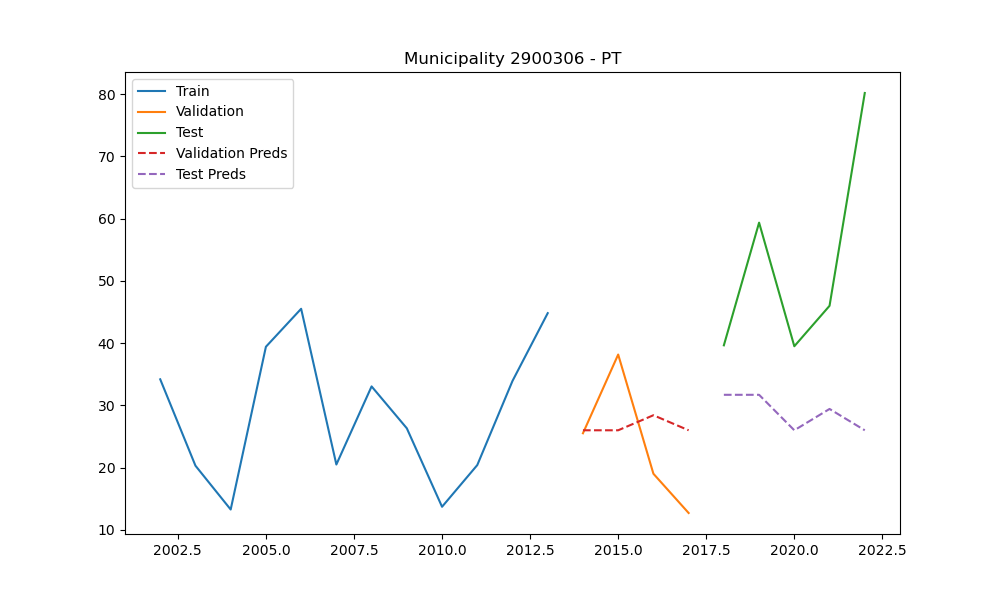 Municipality 2900306 - PT
Train
Validation
Test
Validation Preds
Test Preds
80
70
60
50
40
30
20
10
2002.5 2005.0 2007.5 2010.0 2012.5 2015.0 2017.5 2020.0 2022.5